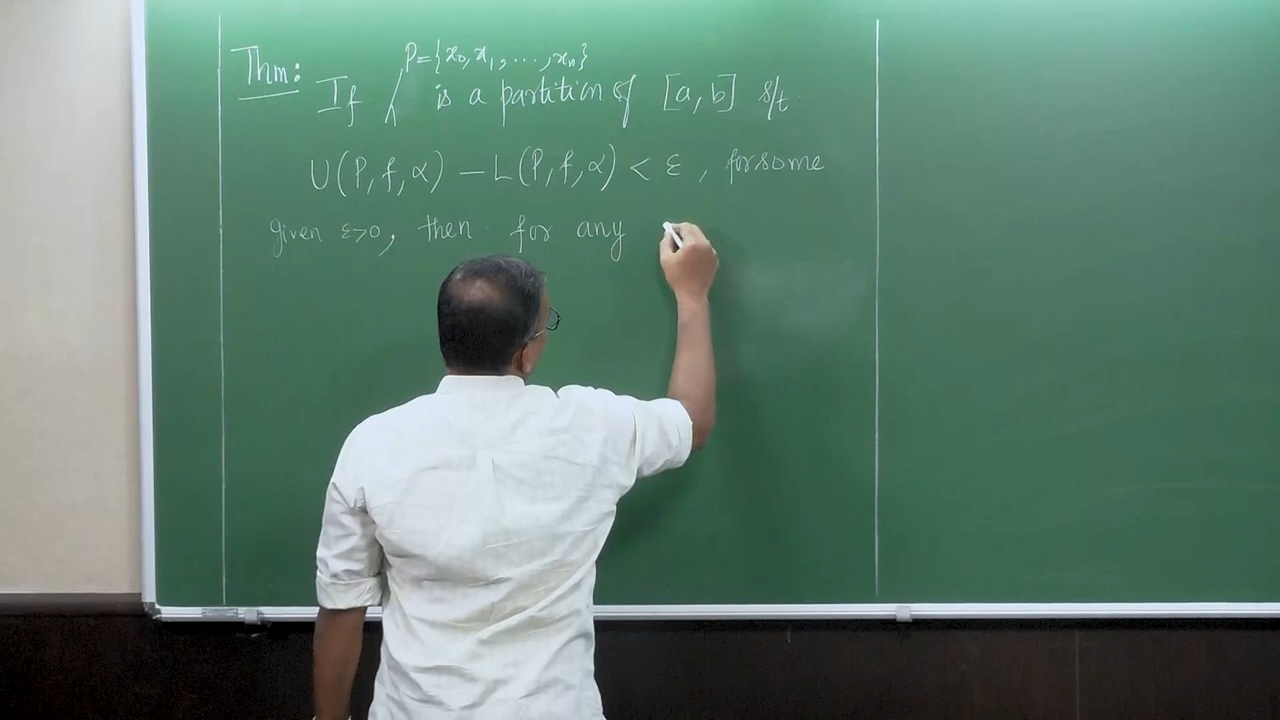 Thm:
P={x₀, x₁, ..., xₙ}
If is a partition of [a, b] s/t
U(P, f, α) – L(P, f, α) < ε, for some
given ε>0, then for any